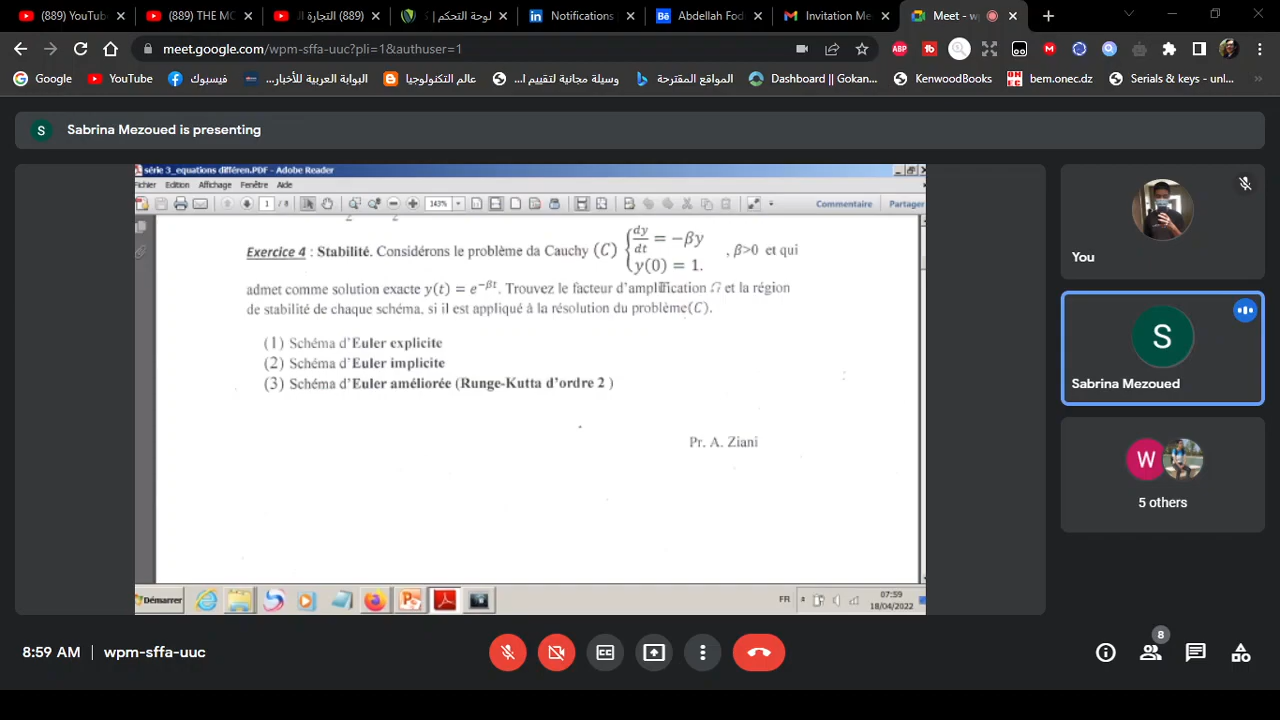 (889) YouTub
(889) THE MO
(889) التجارة ال
لوحة التحكم | S
Notifications
Abdellah Fod
Invitation Me
Meet - w
meet.google.com/wpm-sffa-uuc?pli=1&authuser=1
Google
YouTube
فيسبوك
البوابة العربية للأخبار...
عالم التكنولوجيا
وسيلة مجانية لتقييم ا...
المواقع المقترحة
Dashboard || Gokan...
KenwoodBooks
bem.onec.dz
Serials & keys - unl...
S
Sabrina Mezoued is presenting
série 3_equations différen.PDF - Adobe Reader
Fichier Edition Affichage Fenêtre Aide
1 / 8
143%
Commentaire
Partager
Exercice 4 : Stabilité. Considérons le problème da Cauchy (C) { dy/dt = −βy
y(0) = 1. , β>0 et qui
admet comme solution exacte y(t) = e^{−βt}. Trouvez le facteur d'amplification et la région
de stabilité de chaque schéma, si il est appliqué à la résolution du problème(C).
(1) Schéma d'Euler explicite
(2) Schéma d'Euler implicite
(3) Schéma d'Euler améliorée (Runge-Kutta d'ordre 2 )
Pr. A. Ziani
Démarrer
FR
07:59
18/04/2022
You
S
Sabrina Mezoued
W
5 others
8:59 AM | wpm-sffa-uuc
8